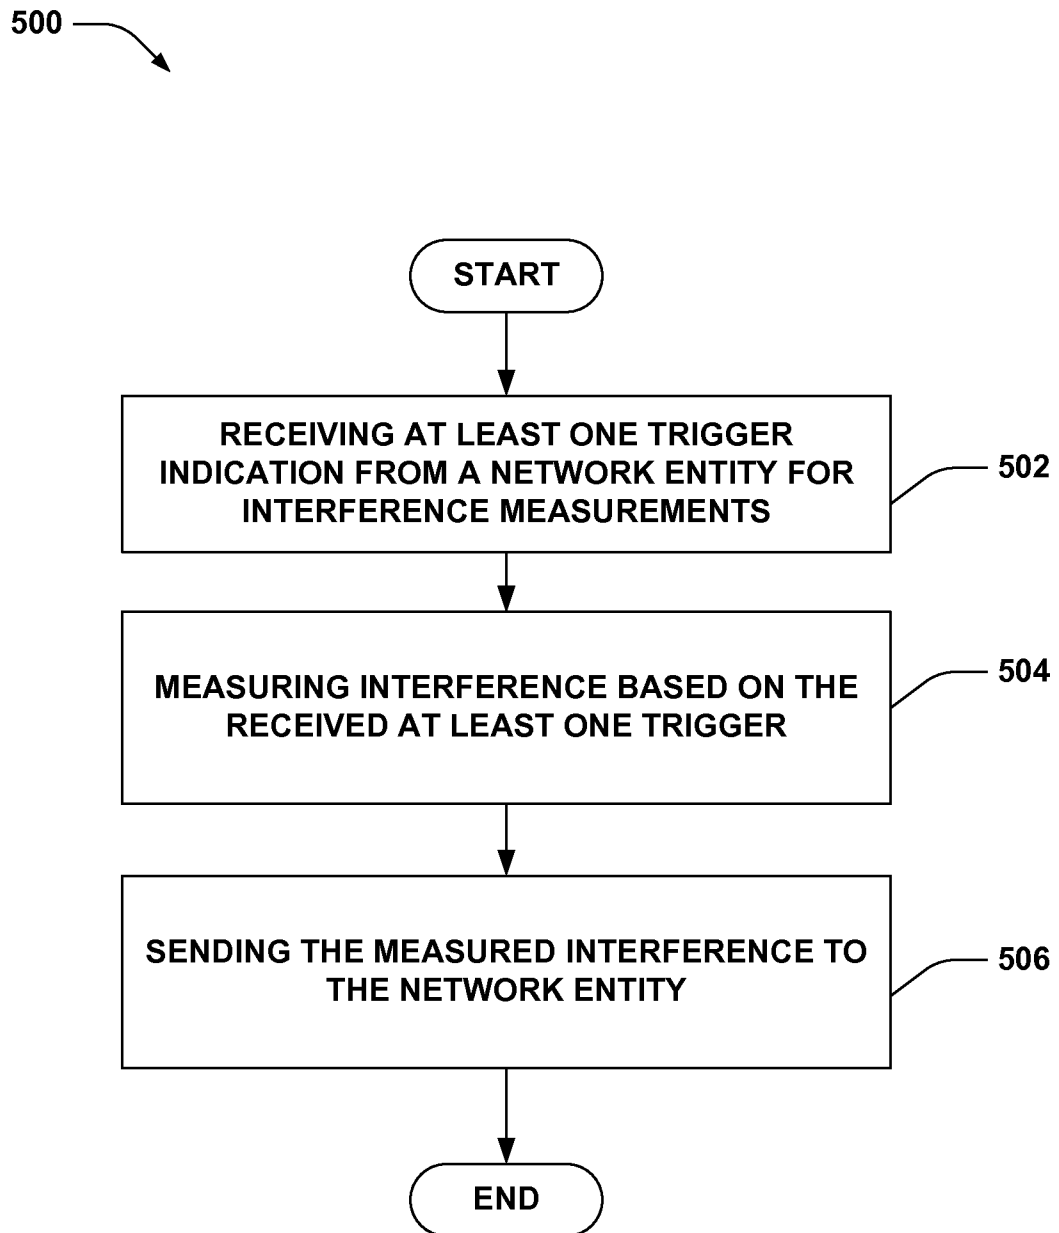 500
START
RECEIVING AT LEAST ONE TRIGGER
INDICATION FROM A NETWORK ENTITY FOR
INTERFERENCE MEASUREMENTS
502
MEASURING INTERFERENCE BASED ON THE
RECEIVED AT LEAST ONE TRIGGER
504
SENDING THE MEASURED INTERFERENCE TO
THE NETWORK ENTITY
506
END